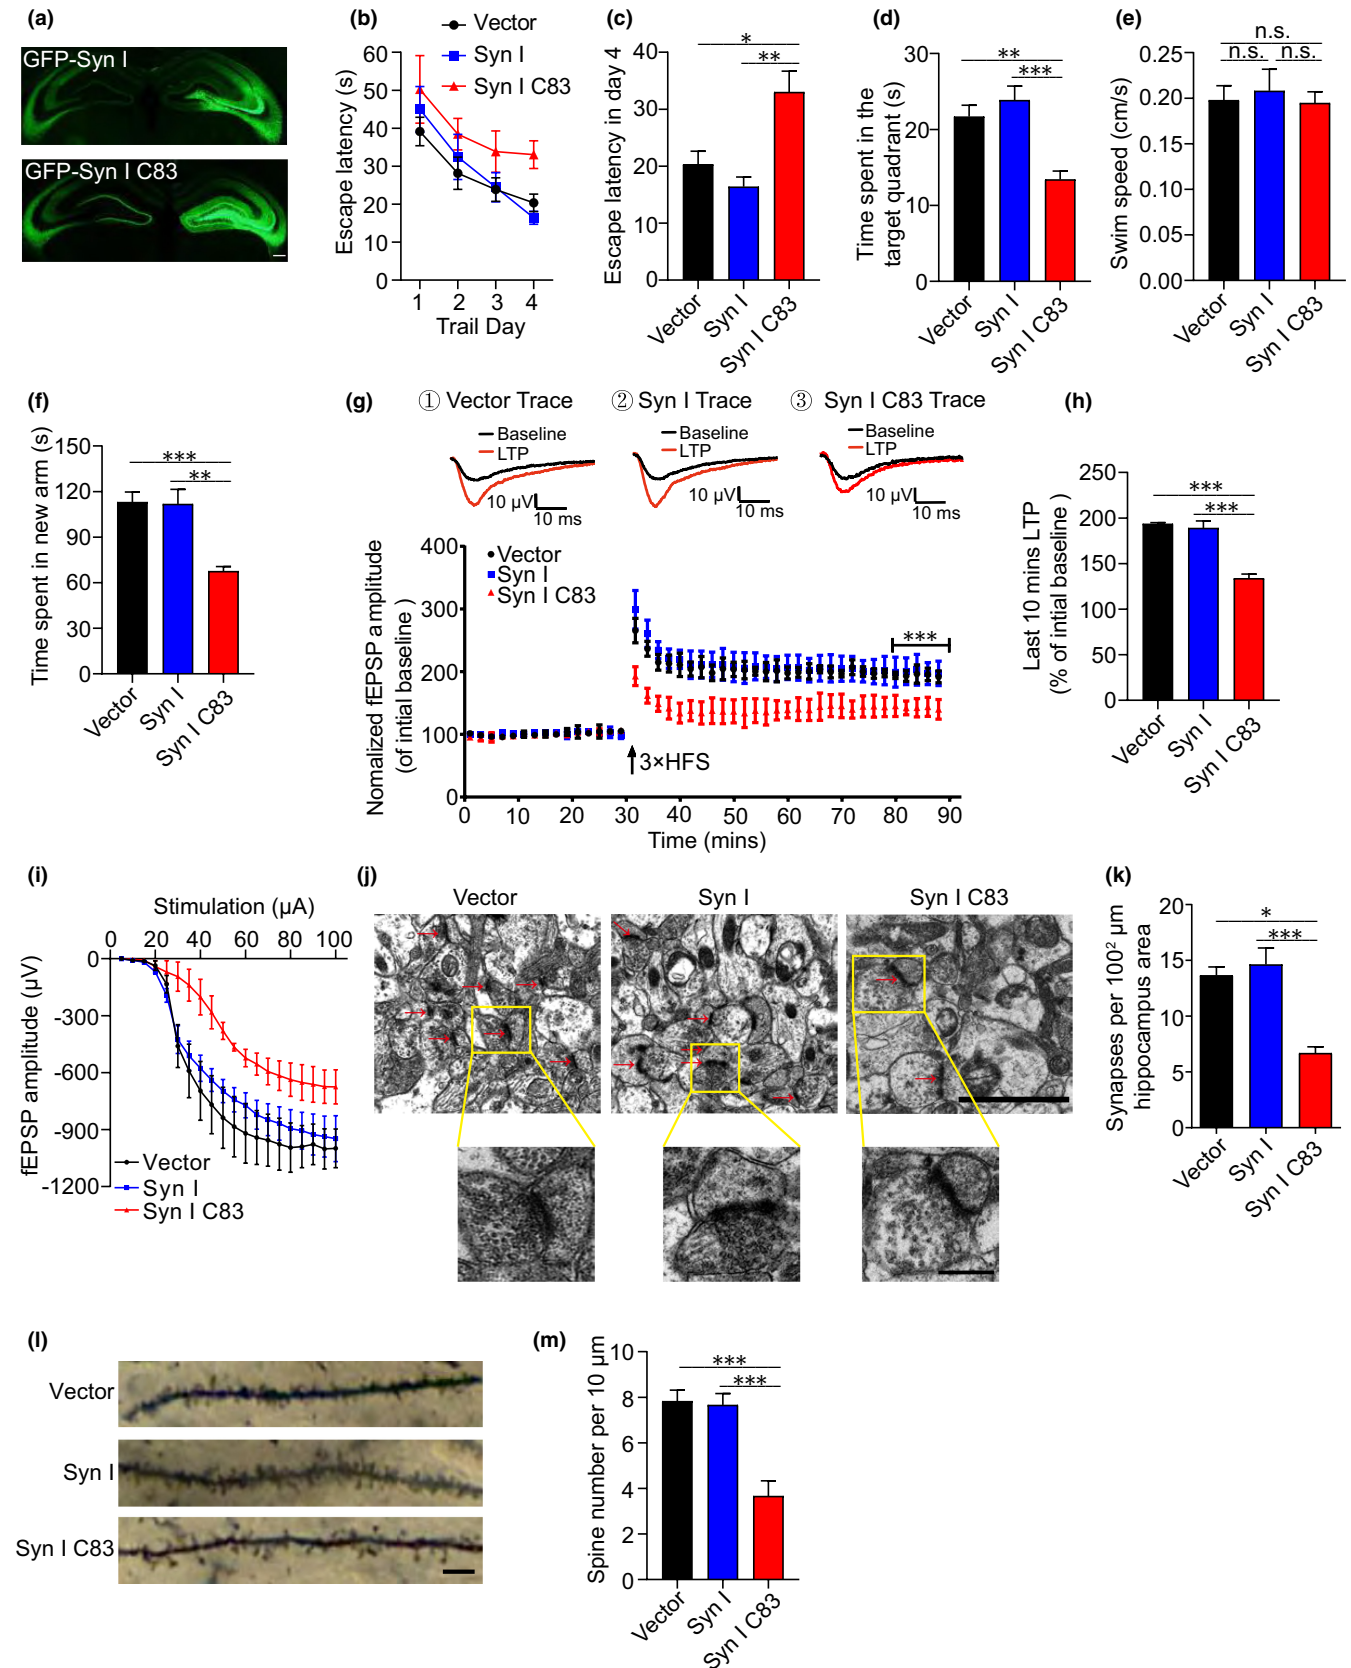 (a)
GFP-Syn I
GFP-Syn I C83
(b)
Vector
Syn I
Syn I C83
Escape latency (s)
60
50
40
30
20
10
0
1 2 3 4
Trail Day
(c)
Escape latency in day 4
40
30
20
10
0
*
**
Vector
Syn I
Syn I C83
(d)
Time spent in the
target quadrant (s)
30
20
10
0
**
***
Vector
Syn I
Syn I C83
(e)
Swim speed (cm/s)
0.25
0.20
0.15
0.10
0.05
0.00
n.s.
n.s. n.s.
Vector
Syn I
Syn I C83
(f)
Time spent in new arm (s)
150
120
90
60
30
0
***
**
Vector
Syn I
Syn I C83
(g)
① Vector Trace
Baseline
LTP
10 µV
10 ms
② Syn I Trace
Baseline
LTP
10 µV
10 ms
③ Syn I C83 Trace
Baseline
LTP
10 µV
10 ms
Nomalized fEPSP amplitude
(of intial baseline )
400
300
200
100
0
Vector
Syn I
Syn I C83
***
3×HFS
0 10 20 30 40 50 60 70 80 90
Time (mins)
(h)
Last 10 mins LTP
(% of intial baseline )
250
200
150
100
50
0
***
***
Vector
Syn I
Syn I C83
(i)
Stimulation (µA)
0 20 40 60 80 100
fEPSP amplitude (µV)
0
-300
-600
-900
-1200
Vector
Syn I
Syn I C83
(j)
Vector
Syn I
Syn I C83
(k)
Synapses per 100² µm
hippocampus area
20
15
10
5
0
*
***
Vector
Syn I
Syn I C83
(l)
Vector
Syn I
Syn I C83
(m)
Spine number per 10 µm
10
8
6
4
2
0
***
***
Vector
Syn I
Syn I C83